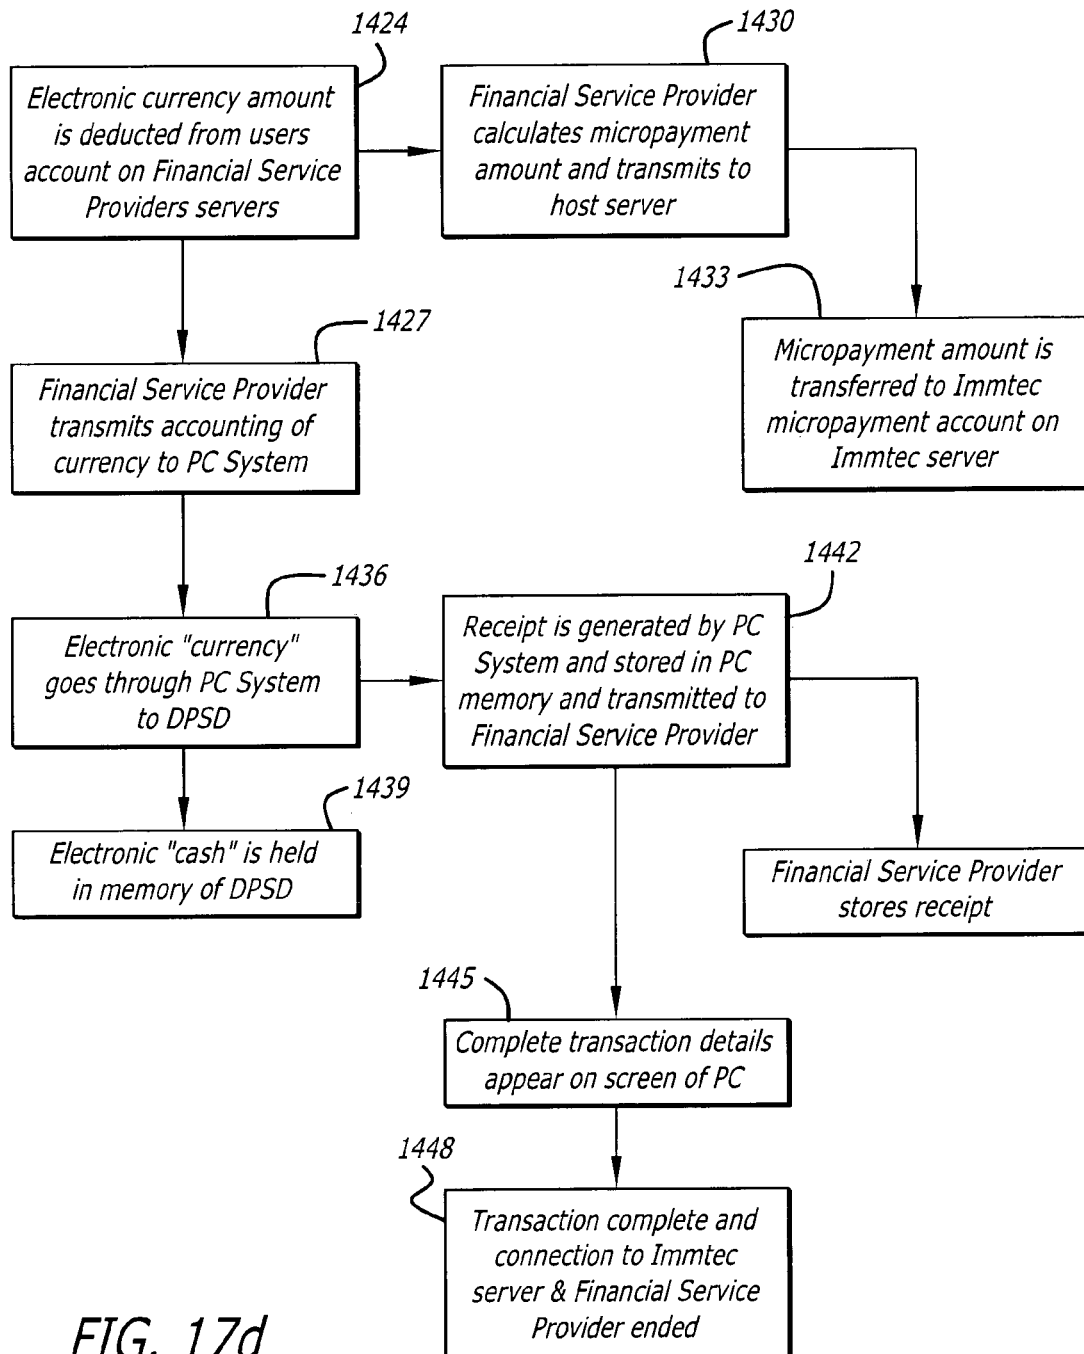 1424
Electronic currency amount
is deducted from users
account on Financial Service
Providers servers
1430
Financial Service Provider
calculates micropayment
amount and transmits to
host server
1433
Micropayment amount is
transferred to Immtec
micropayment account on
Immtec server
1427
Financial Service Provider
transmits accounting of
currency to PC System
1436
Electronic "currency"
goes through PC System
to DPSD
1442
Receipt is generated by PC
System and stored in PC
memory and transmitted to
Financial Service Provider
1439
Electronic "cash" is held
in memory of DPSD
Financial Service Provider
stores receipt
1445
Complete transaction details
appear on screen of PC
1448
Transaction complete and
connection to Immtec
server & Financial Service
Provider ended
FIG. 17d